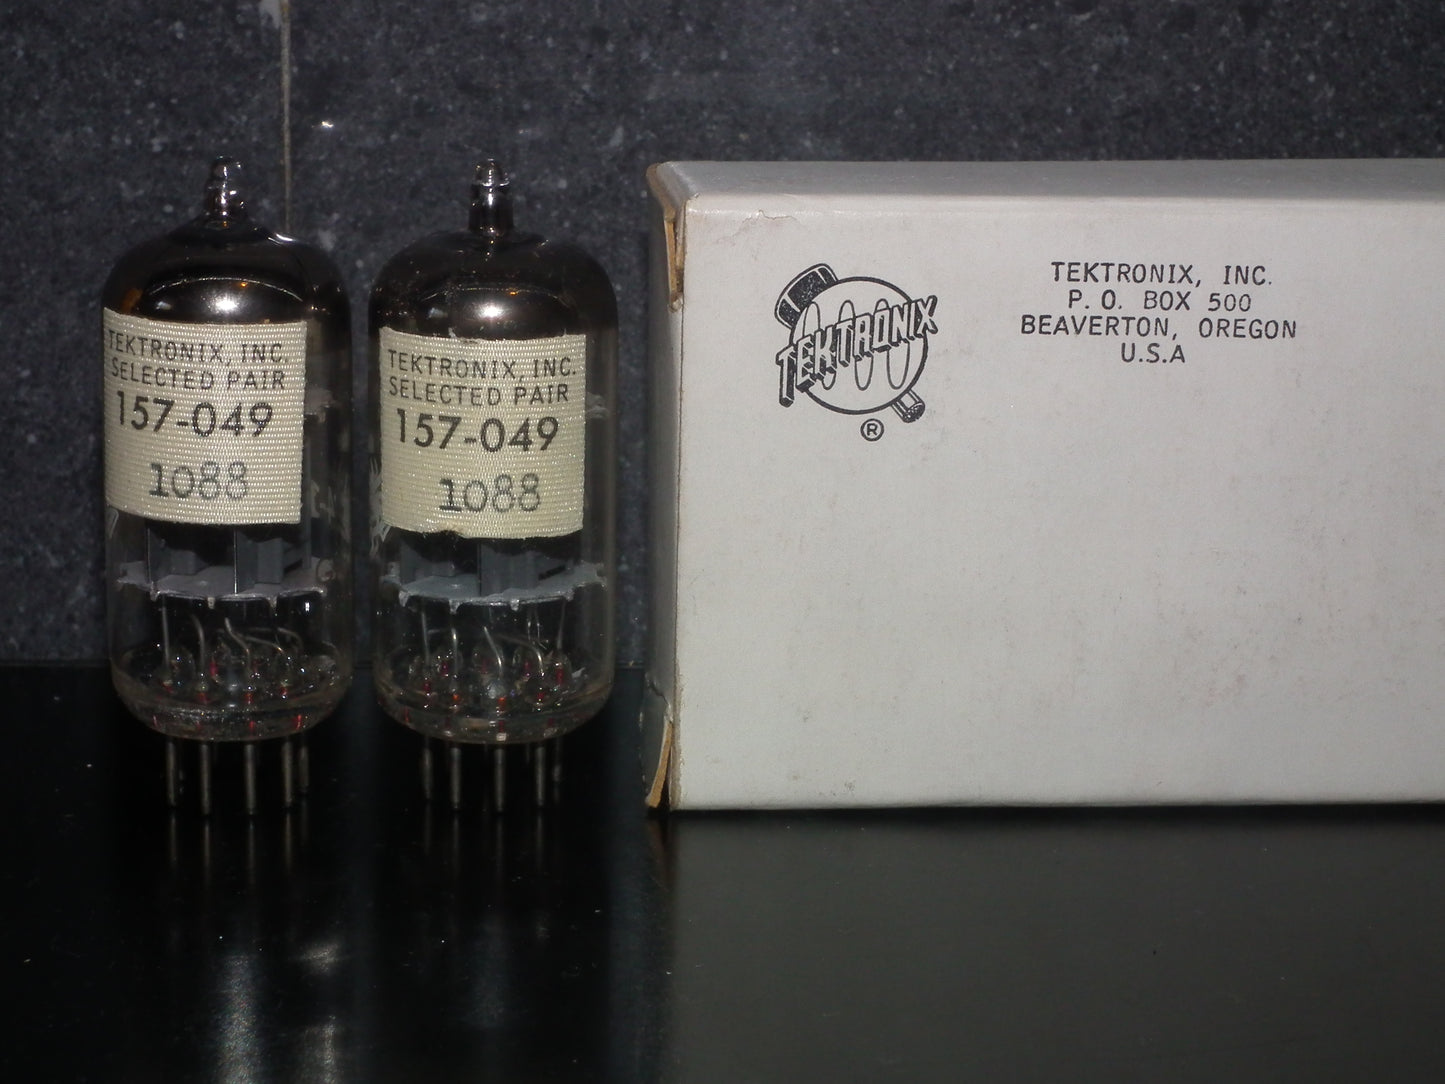 TEKTRONIX, INC.
SELECTED PAIR
157-049
1088
TEKTRONIX, INC.
SELECTED PAIR
157-049
1088
TEKTRONIX
®
TEKTRONIX, INC.
P. O. BOX 500
BEAVERTON, OREGON
U.S.A